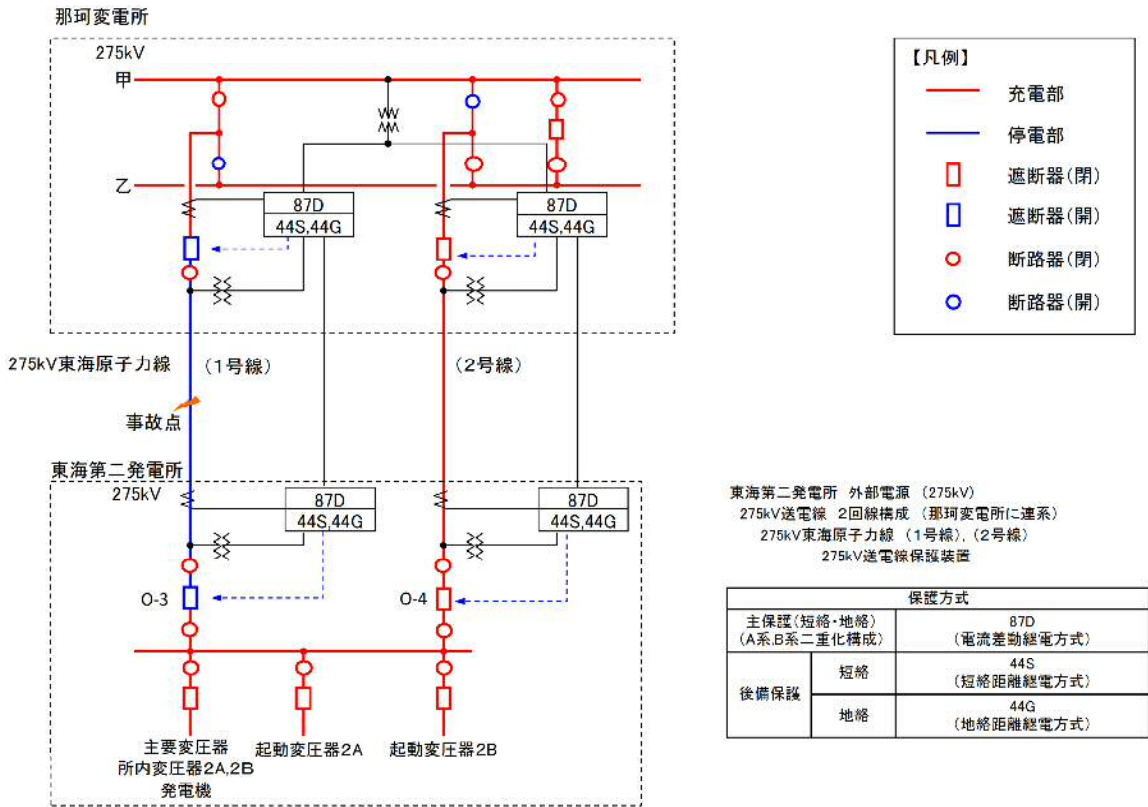 那珂変電所
275kV
甲
乙
87D
44S,44G
87D
44S,44G
275kV東海原子力線
(1号線)
(2号線)
事故点
東海第二発電所
275kV
87D
44S,44G
87D
44S,44G
O-3
O-4
主要変圧器
所内変圧器2A,2B
発電機
起動変圧器2A
起動変圧器2B
【凡例】
充電部
停電部
遮断器(閉)
遮断器(開)
断路器(閉)
断路器(開)
東海第二発電所 外部電源 (275kV)
275kV送電線 2回線構成 (那珂変電所に連系)
275kV東海原子力線 (1号線),(2号線)
275kV送電線保護装置
保護方式
主保護(短絡・地絡)
(A系,B系二重化構成)
87D
(電流差動継電方式)
後備保護
短絡
44S
(短絡距離継電方式)
地絡
44G
(地絡距離継電方式)